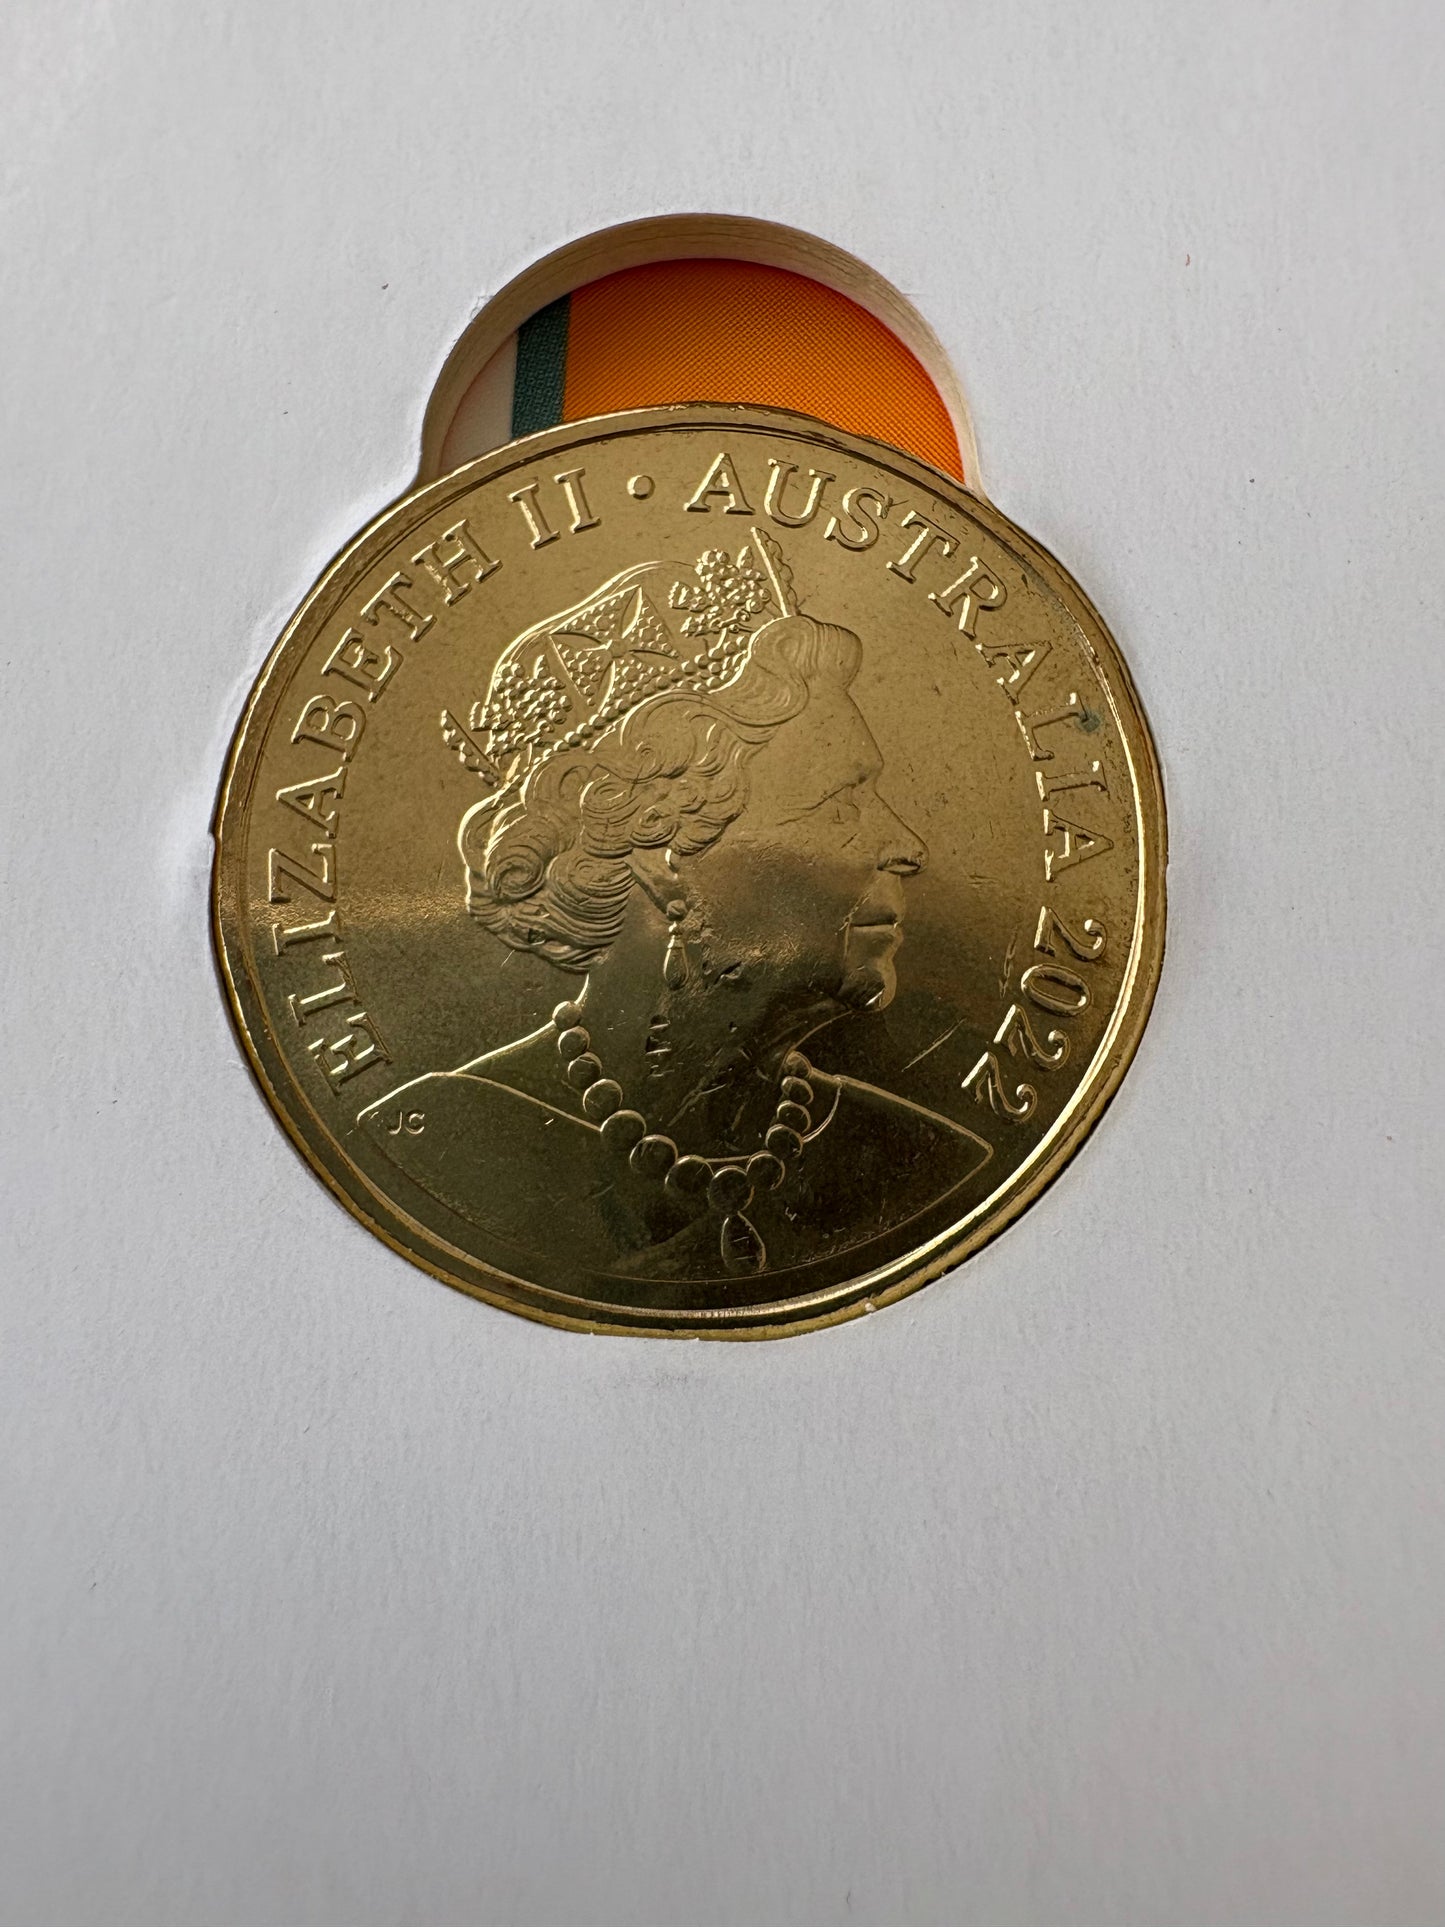 ELIZABETH II • AUSTRALIA 2022
JC